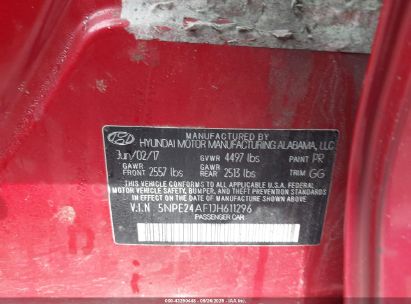 MANUFACTURED BY
HYUNDAI MOTOR MANUFACTURING ALABAMA, LLC
Jun/02/17 GVWR 4497 lbs PAINT PR
GAWR FRONT 2557 lbs GAWR REAR 2513 lbs TRIM GG
THIS VEHICLE CONFORMS TO ALL APPLICABLE FEDERAL
MOTOR VEHICLE SAFETY, BUMPER, AND THEFT PREVENTION
STANDARDS IN EFFECT ON THE DATE OF MANUFACTURE SHOWN ABOVE.
V.I.N 5NPE24AF1JH611296
PASSENGER CAR